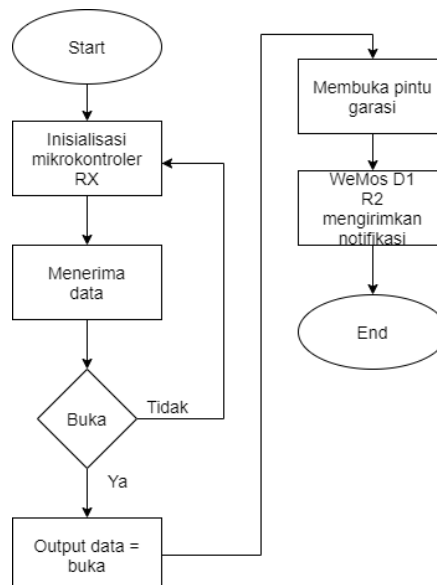 Start
Inisialisasi
mikrokontroler
RX
Menerima
data
Buka
Tidak
Ya
Output data =
buka
Membuka pintu
garasi
WeMos D1
R2
mengirimkan
notifikasi
End